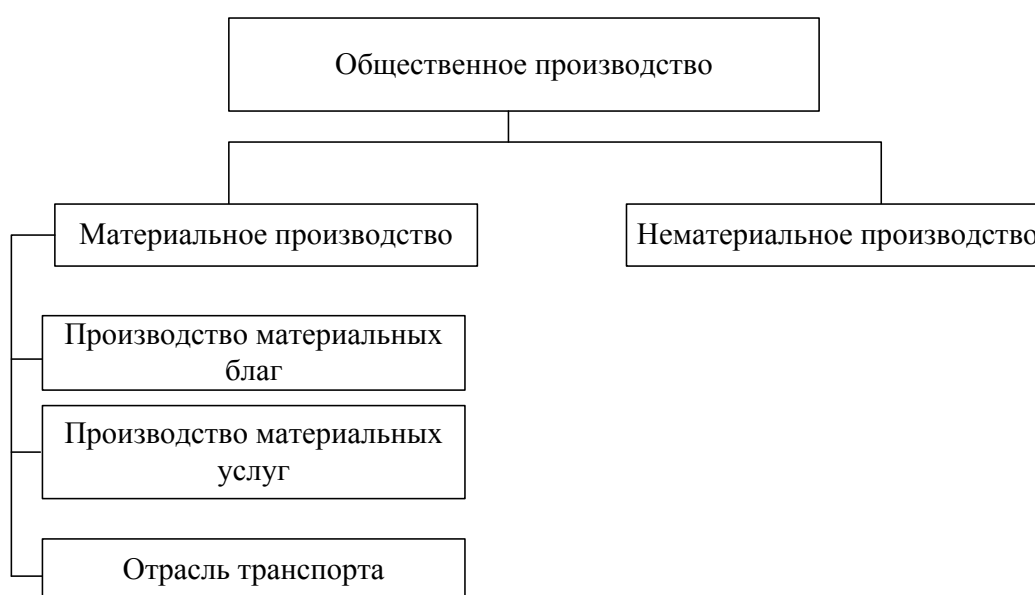 Общественное производство
Материальное производство
Нематериальное производство
Производство материальных
благ
Производство материальных
услуг
Отрасль транспорта